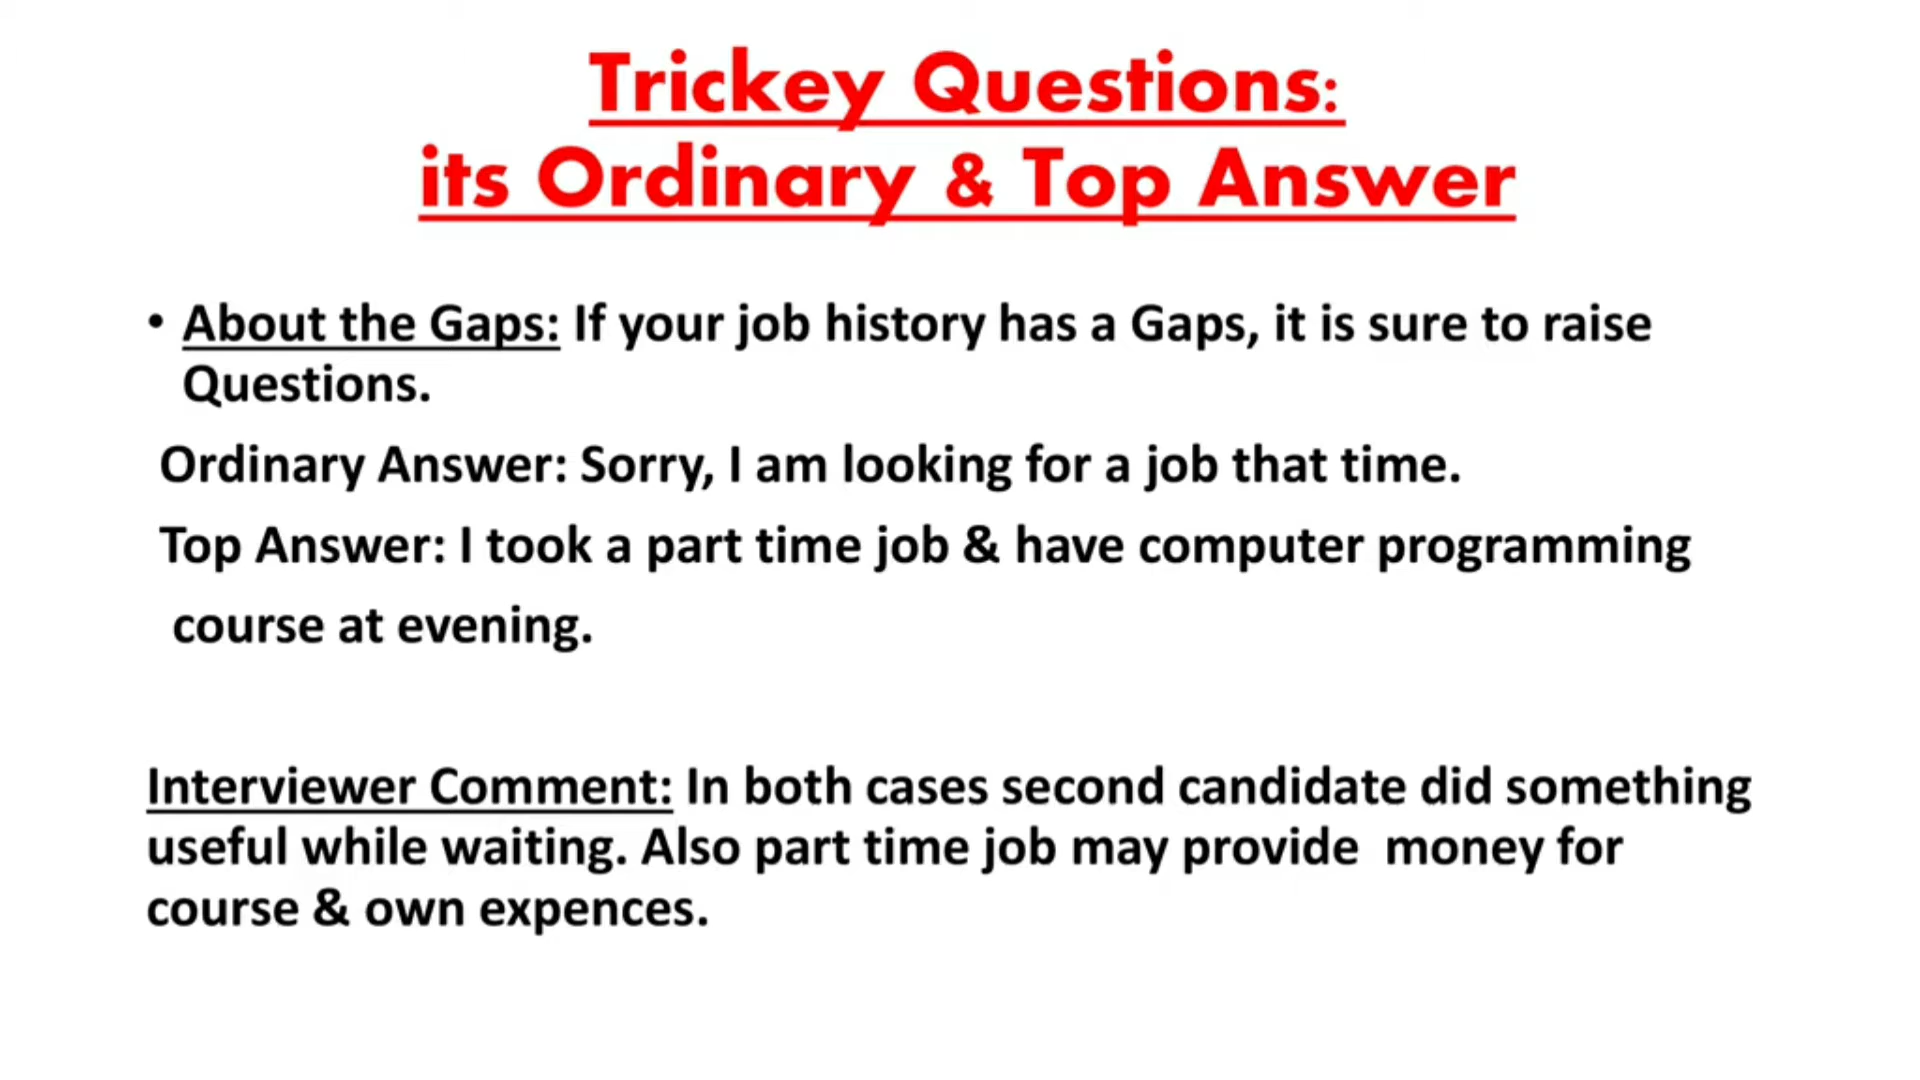 Trickey Questions:
its Ordinary & Top Answer
• About the Gaps: If your job history has a Gaps, it is sure to raise
Questions.
Ordinary Answer: Sorry, I am looking for a job that time.
Top Answer: I took a part time job & have computer programming
course at evening.
Interviewer Comment: In both cases second candidate did something
useful while waiting. Also part time job may provide  money for
course & own expences.